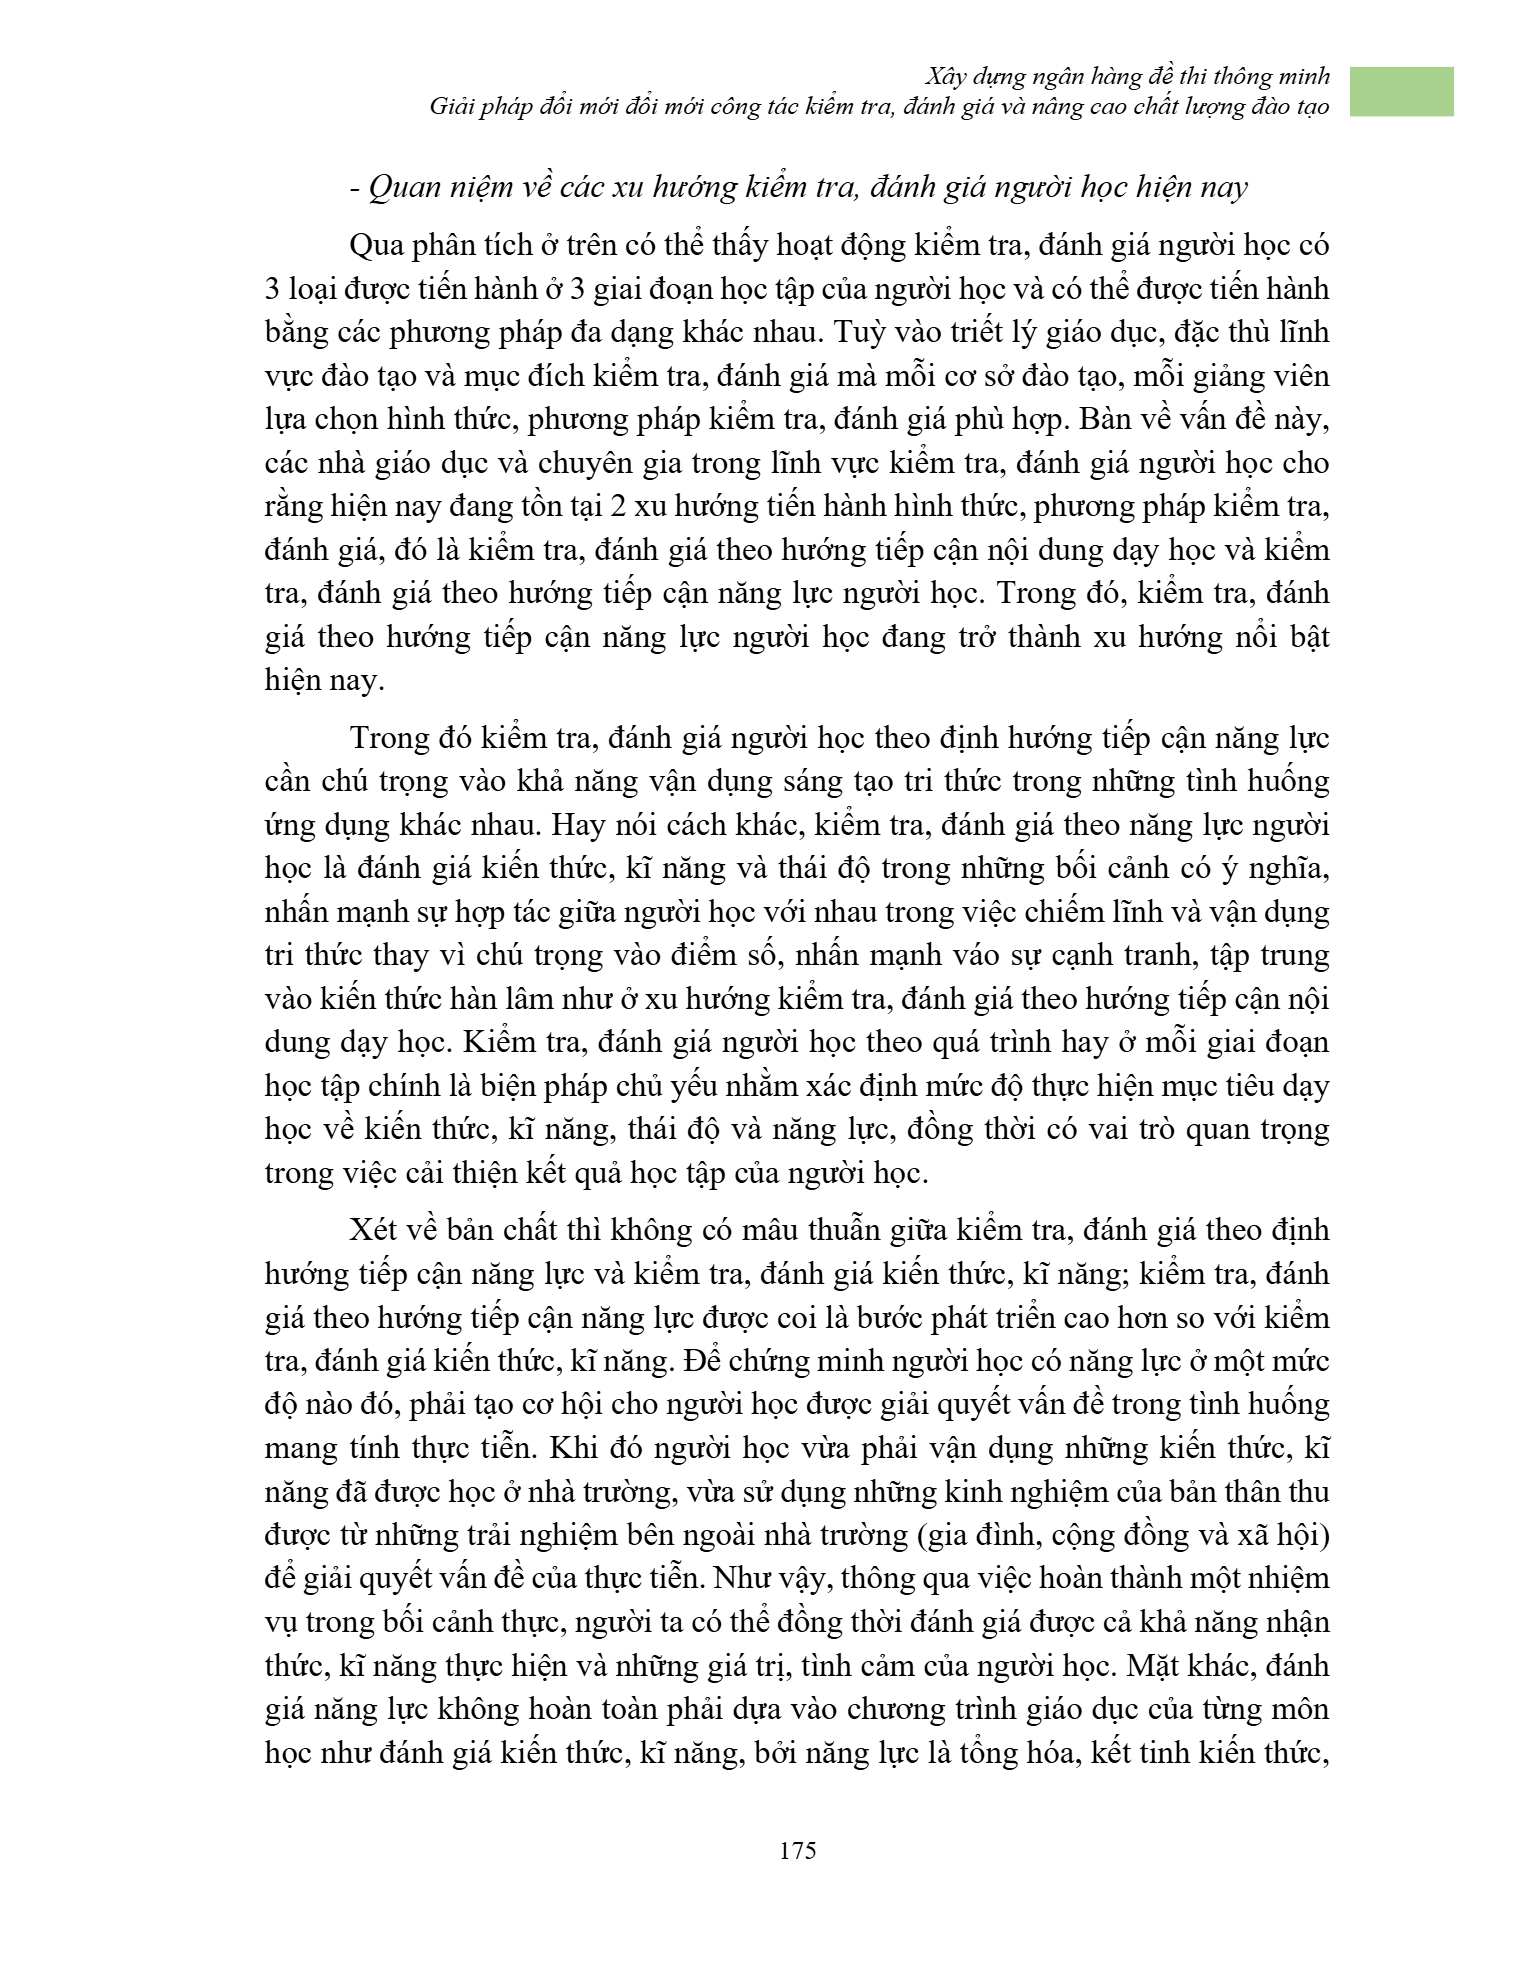 Xây dựng ngân hàng đề thi thông minh
Giải pháp đổi mới đổi mới công tác kiểm tra, đánh giá và nâng cao chất lượng đào tạo
- Quan niệm về các xu hướng kiểm tra, đánh giá người học hiện nay
Qua phân tích ở trên có thể thấy hoạt động kiểm tra, đánh giá người học có
3 loại được tiến hành ở 3 giai đoạn học tập của người học và có thể được tiến hành
bằng các phương pháp đa dạng khác nhau. Tuỳ vào triết lý giáo dục, đặc thù lĩnh
vực đào tạo và mục đích kiểm tra, đánh giá mà mỗi cơ sở đào tạo, mỗi giảng viên
lựa chọn hình thức, phương pháp kiểm tra, đánh giá phù hợp. Bàn về vấn đề này,
các nhà giáo dục và chuyên gia trong lĩnh vực kiểm tra, đánh giá người học cho
rằng hiện nay đang tồn tại 2 xu hướng tiến hành hình thức, phương pháp kiểm tra,
đánh giá, đó là kiểm tra, đánh giá theo hướng tiếp cận nội dung dạy học và kiểm
tra, đánh giá theo hướng tiếp cận năng lực người học. Trong đó, kiểm tra, đánh
giá theo hướng tiếp cận năng lực người học đang trở thành xu hướng nổi bật
hiện nay.
Trong đó kiểm tra, đánh giá người học theo định hướng tiếp cận năng lực
cần chú trọng vào khả năng vận dụng sáng tạo tri thức trong những tình huống
ứng dụng khác nhau. Hay nói cách khác, kiểm tra, đánh giá theo năng lực người
học là đánh giá kiến thức, kĩ năng và thái độ trong những bối cảnh có ý nghĩa,
nhấn mạnh sự hợp tác giữa người học với nhau trong việc chiếm lĩnh và vận dụng
tri thức thay vì chú trọng vào điểm số, nhấn mạnh váo sự cạnh tranh, tập trung
vào kiến thức hàn lâm như ở xu hướng kiểm tra, đánh giá theo hướng tiếp cận nội
dung dạy học. Kiểm tra, đánh giá người học theo quá trình hay ở mỗi giai đoạn
học tập chính là biện pháp chủ yếu nhằm xác định mức độ thực hiện mục tiêu dạy
học về kiến thức, kĩ năng, thái độ và năng lực, đồng thời có vai trò quan trọng
trong việc cải thiện kết quả học tập của người học.
Xét về bản chất thì không có mâu thuẫn giữa kiểm tra, đánh giá theo định
hướng tiếp cận năng lực và kiểm tra, đánh giá kiến thức, kĩ năng; kiểm tra, đánh
giá theo hướng tiếp cận năng lực được coi là bước phát triển cao hơn so với kiểm
tra, đánh giá kiến thức, kĩ năng. Để chứng minh người học có năng lực ở một mức
độ nào đó, phải tạo cơ hội cho người học được giải quyết vấn đề trong tình huống
mang tính thực tiễn. Khi đó người học vừa phải vận dụng những kiến thức, kĩ
năng đã được học ở nhà trường, vừa sử dụng những kinh nghiệm của bản thân thu
được từ những trải nghiệm bên ngoài nhà trường (gia đình, cộng đồng và xã hội)
để giải quyết vấn đề của thực tiễn. Như vậy, thông qua việc hoàn thành một nhiệm
vụ trong bối cảnh thực, người ta có thể đồng thời đánh giá được cả khả năng nhận
thức, kĩ năng thực hiện và những giá trị, tình cảm của người học. Mặt khác, đánh
giá năng lực không hoàn toàn phải dựa vào chương trình giáo dục của từng môn
học như đánh giá kiến thức, kĩ năng, bởi năng lực là tổng hóa, kết tinh kiến thức,
175